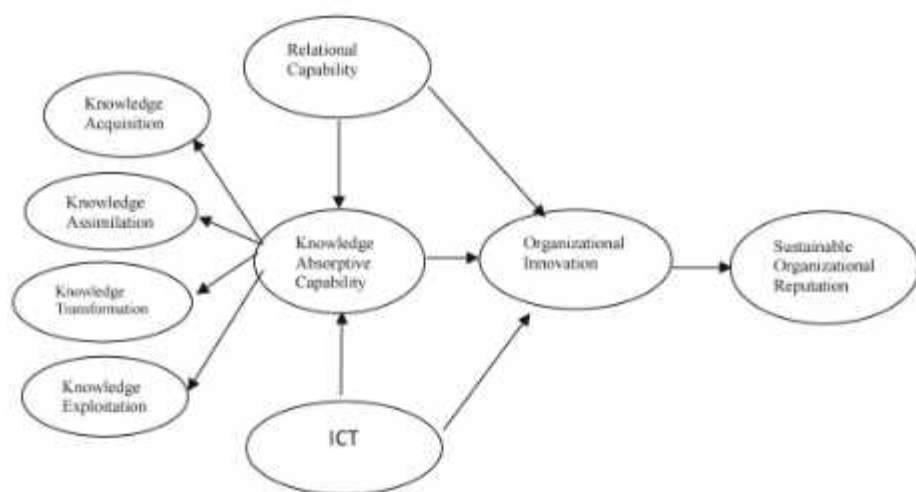 Relational
Capability
Knowledge
Acquisition
Knowledge
Assimilation
Knowledge
Absorptive
Capability
Organizational
Innovation
Sustainable
Organizational
Reputation
Knowledge
Transformation
Knowledge
Exploitation
ICT